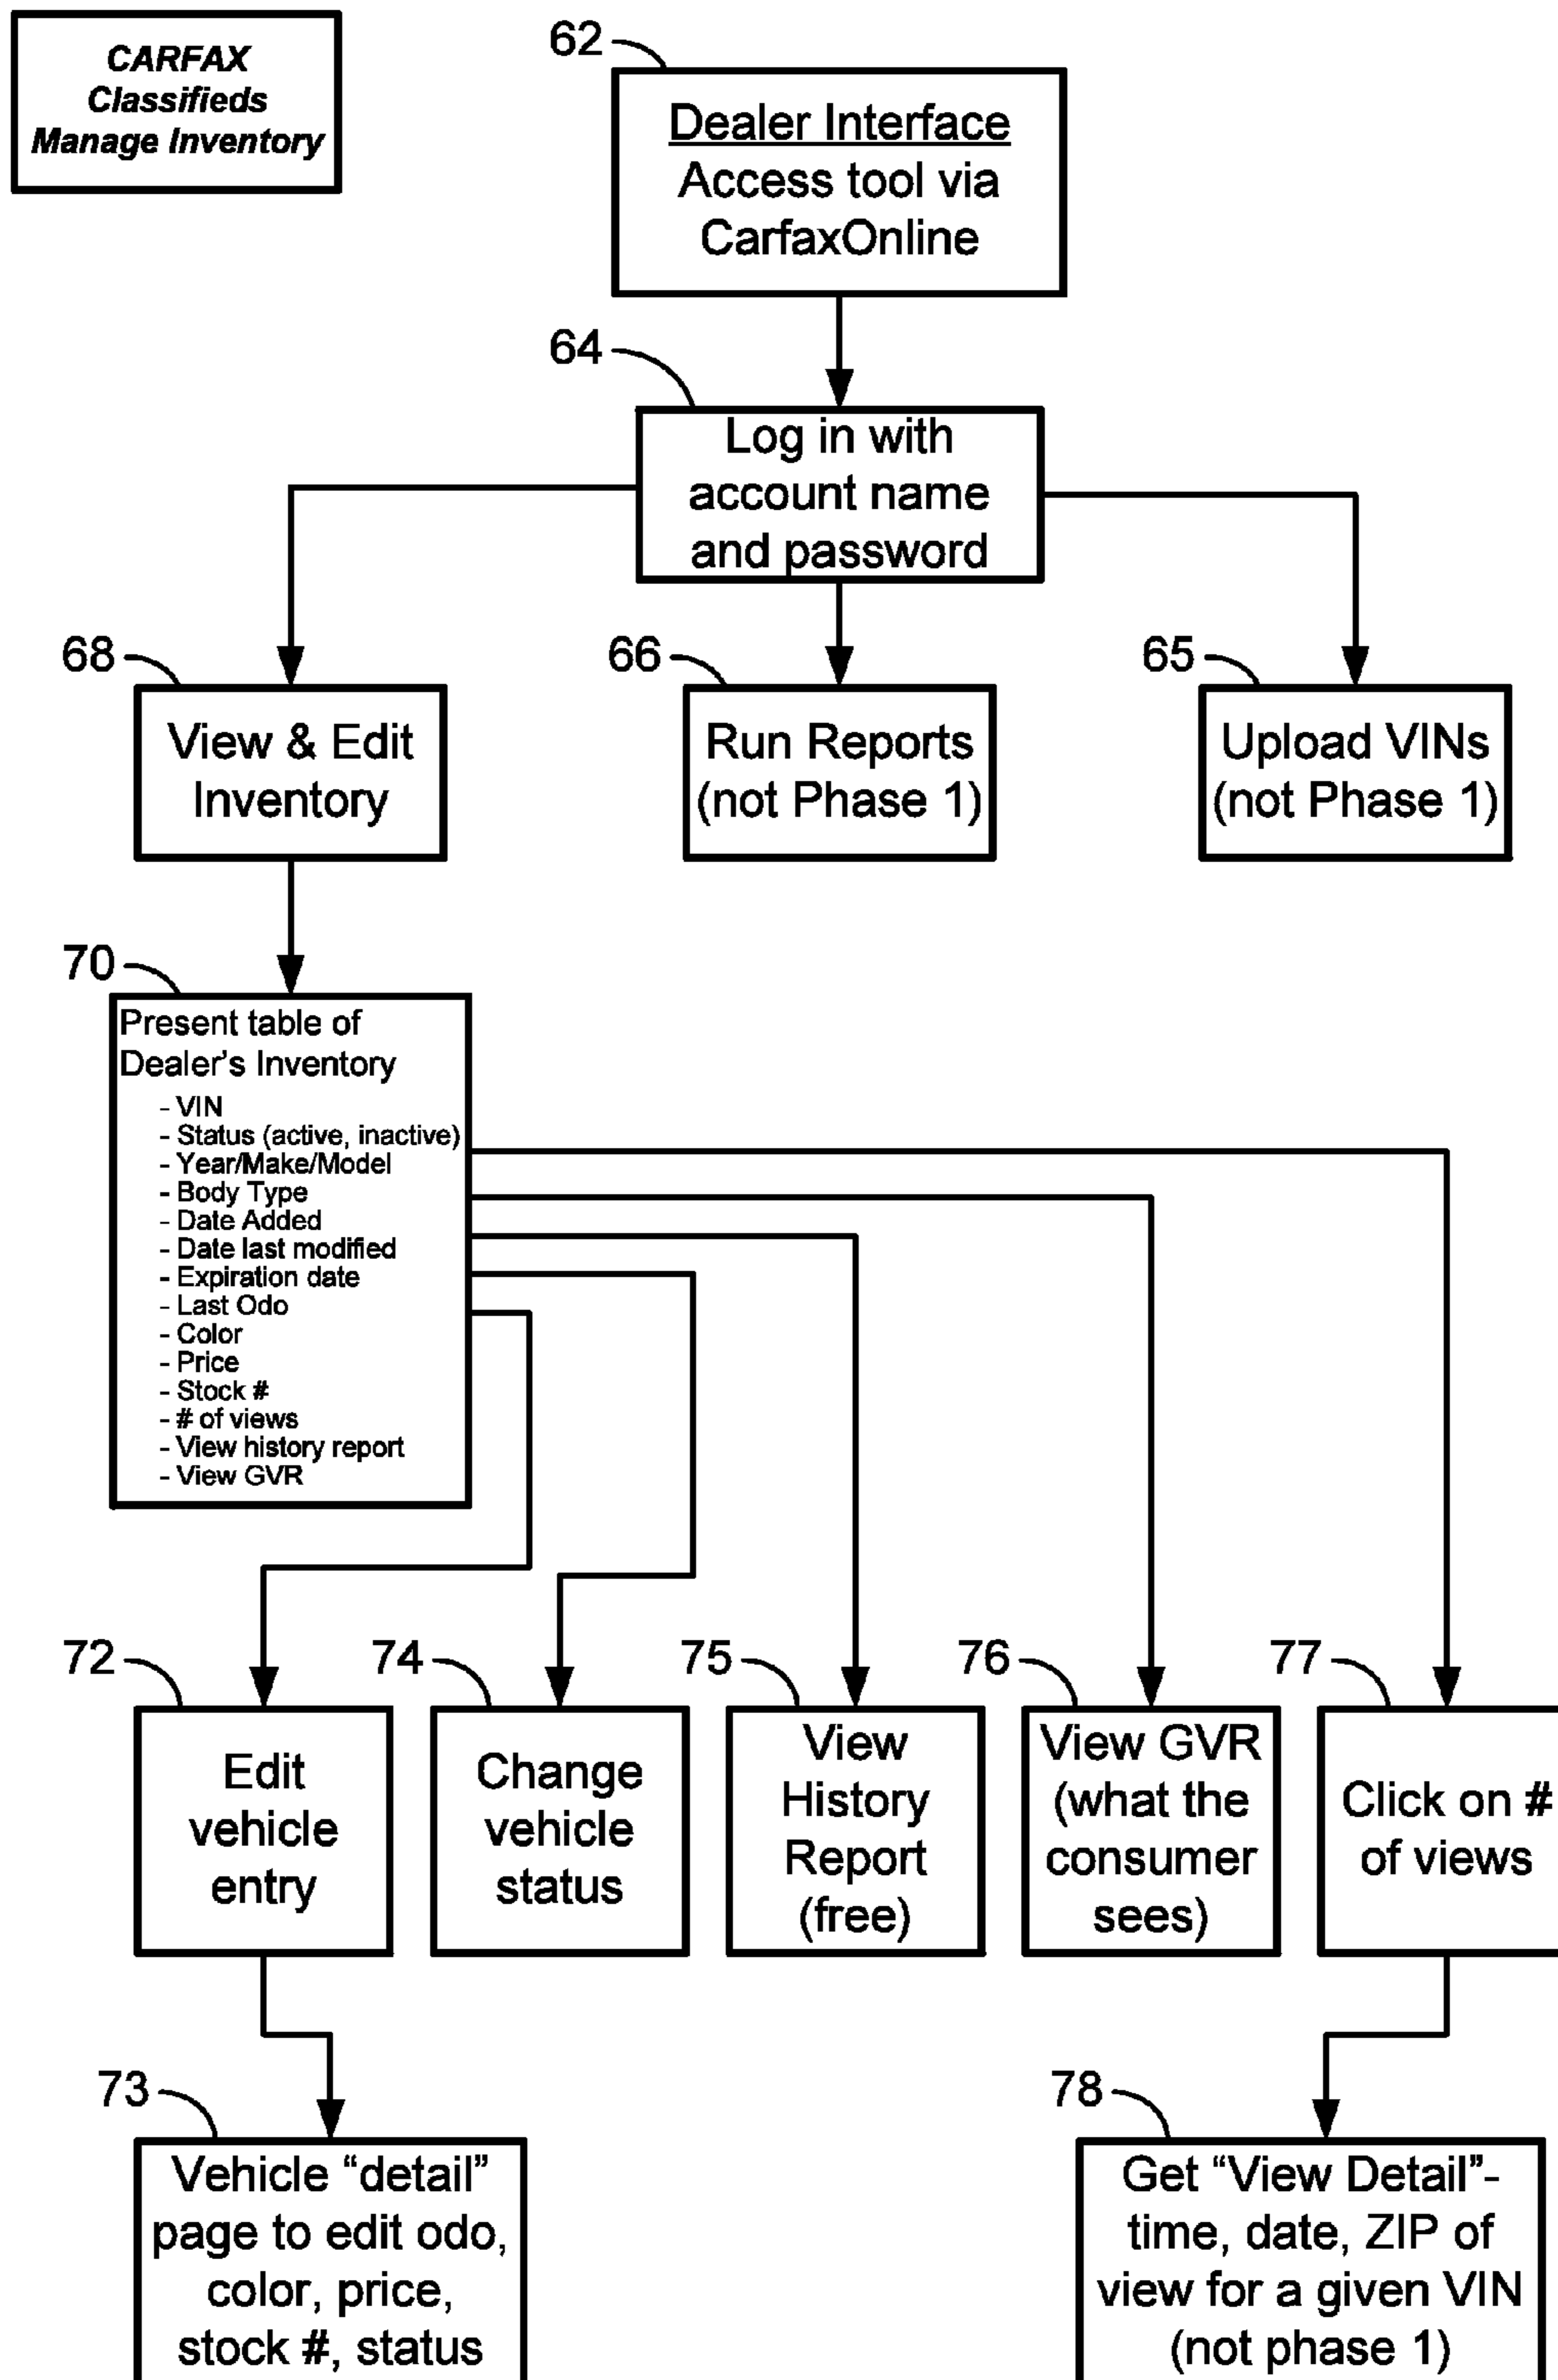 CARFAX
Classifieds
Manage Inventory
62
Dealer Interface
Access tool via
CarfaxOnline
64
Log in with
account name
and password
68
View & Edit
Inventory
66
Run Reports
(not Phase 1)
65
Upload VINs
(not Phase 1)
70
Present table of
Dealer's Inventory
- VIN
- Status (active, inactive)
- Year/Make/Model
- Body Type
- Date Added
- Date last modified
- Expiration date
- Last Odo
- Color
- Price
- Stock #
- # of views
- View history report
- View GVR
72
Edit
vehicle
entry
74
Change
vehicle
status
75
View
History
Report
(free)
76
View GVR
(what the
consumer
sees)
77
Click on #
of views
73
Vehicle “detail”
page to edit odo,
color, price,
stock #, status
78
Get “View Detail”-
time, date, ZIP of
view for a given VIN
(not phase 1)